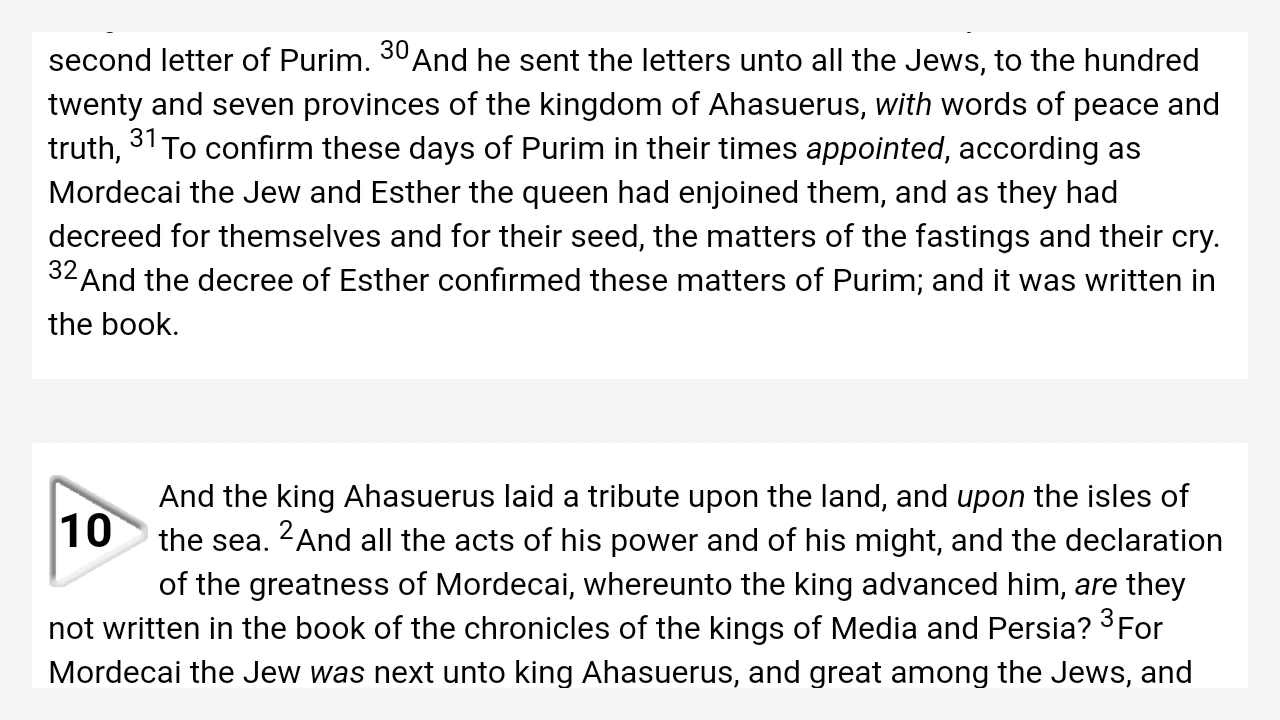 second letter of Purim. 30And he sent the letters unto all the Jews, to the hundred
twenty and seven provinces of the kingdom of Ahasuerus, with words of peace and
truth, 31To confirm these days of Purim in their times appointed, according as
Mordecai the Jew and Esther the queen had enjoined them, and as they had
decreed for themselves and for their seed, the matters of the fastings and their cry.
32And the decree of Esther confirmed these matters of Purim; and it was written in
the book.
10
And the king Ahasuerus laid a tribute upon the land, and upon the isles of
the sea. 2And all the acts of his power and of his might, and the declaration
of the greatness of Mordecai, whereunto the king advanced him, are they
not written in the book of the chronicles of the kings of Media and Persia? 3For
Mordecai the Jew was next unto king Ahasuerus, and great among the Jews, and